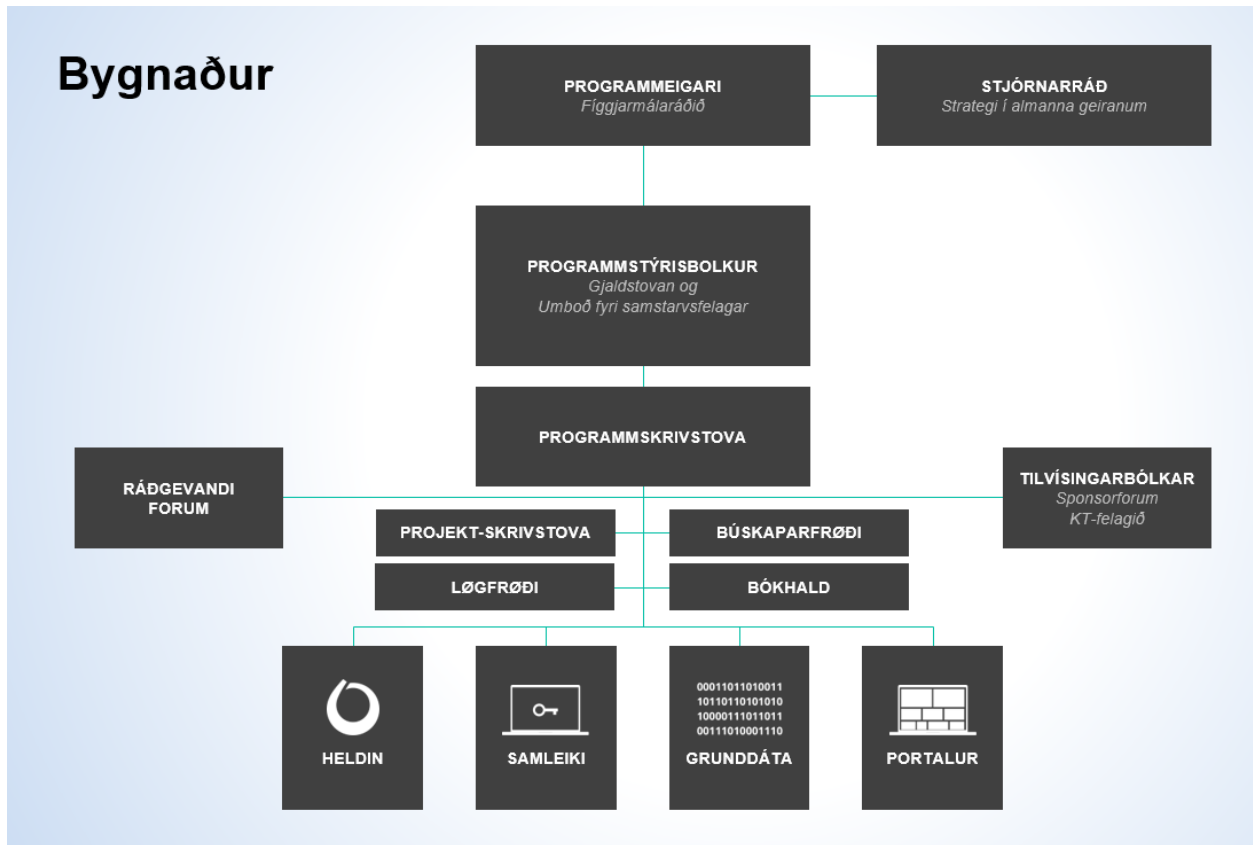 Bygnaður
PROGRAMMEIGARI
Fíggjarmálaráðið
STJÓRNARRÁÐ
Strategi í almanna geiranum
PROGRAMMSTÝRISBOLKUR
Gjaldstovan og
Umboð fyri samstarvsfelagar
PROGRAMMSKRIVSTOVA
RÁÐGEVANDI
FORUM
TILVÍSINGARBÓLKAR
Sponsorforum
KT-felagið
PROJEKT-SKRIVSTOVA
BÚSKAPARFRØÐI
LØGFRØÐI
BÓKHALD
HELDIN
SAMLEIKI
00011011010011
10110110101010
10000111011011
00111010001110
GRUNDDÁTA
PORTALUR